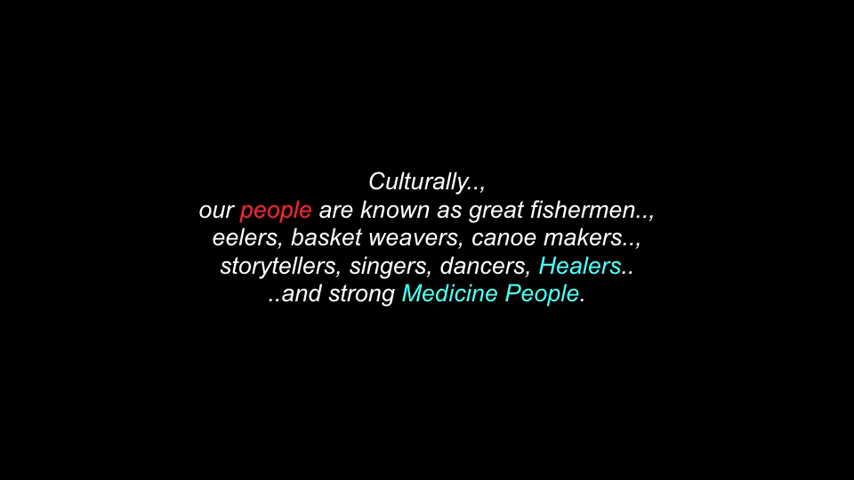 Culturally..,
our people are known as great fishermen..,
eelers, basket weavers, canoe makers..,
storytellers, singers, dancers, Healers..
..and strong Medicine People.